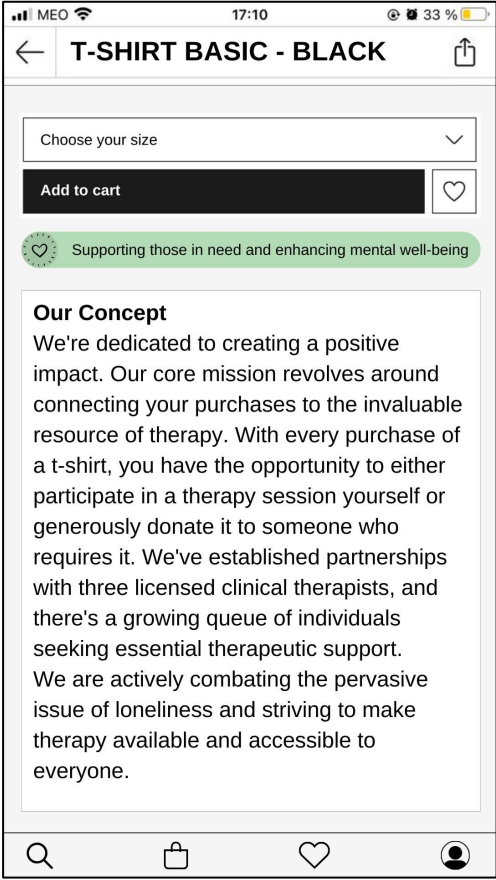 MEO 17:10 33 %
T-SHIRT BASIC - BLACK
Choose your size
Add to cart
Supporting those in need and enhancing mental well-being
Our Concept
We're dedicated to creating a positive
impact. Our core mission revolves around
connecting your purchases to the invaluable
resource of therapy. With every purchase of
a t-shirt, you have the opportunity to either
participate in a therapy session yourself or
generously donate it to someone who
requires it. We've established partnerships
with three licensed clinical therapists, and
there's a growing queue of individuals
seeking essential therapeutic support.
We are actively combating the pervasive
issue of loneliness and striving to make
therapy available and accessible to
everyone.